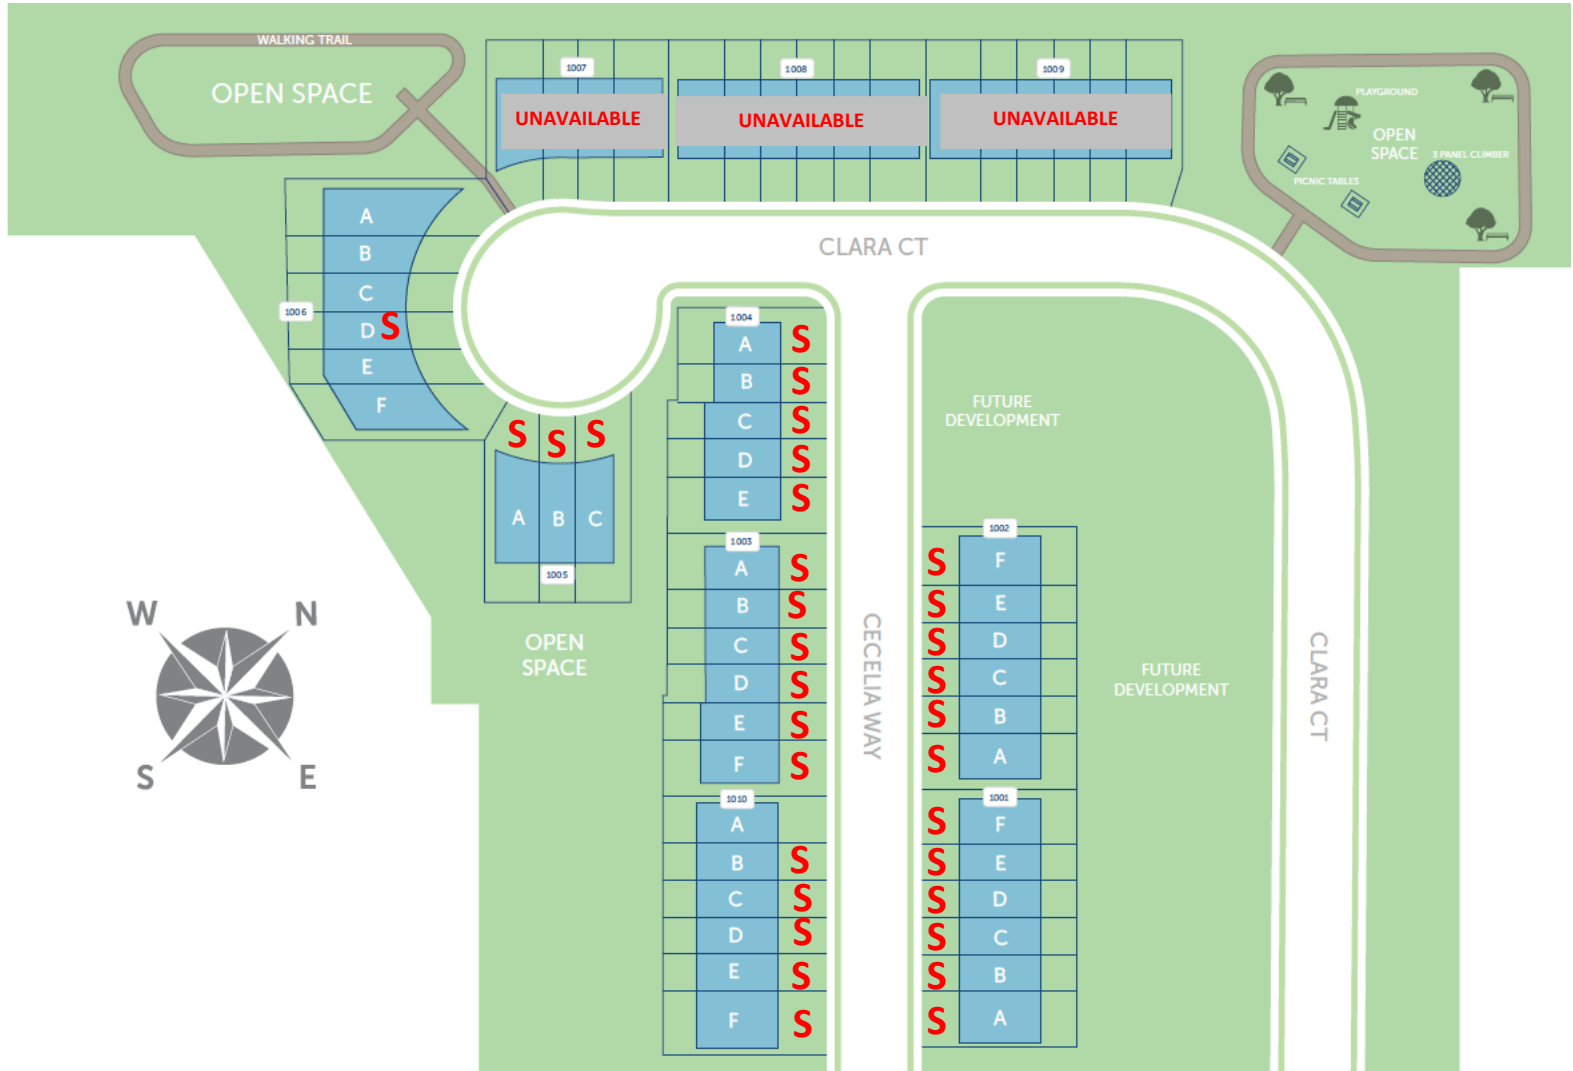 WALKING TRAIL
OPEN SPACE
1007
1008
1009
UNAVAILABLE
UNAVAILABLE
UNAVAILABLE
PLAYGROUND
OPEN
SPACE
3 PANEL CLIMBER
PICNIC TABLES
CLARA CT
1006
A
B
C
D S
E
F
S S S
A B C
1005
OPEN
SPACE
1004
A S
B S
C S
D S
E S
1003
A S
B S
C S
D S
E S
F S
1010
A
B S
C S
D S
E S
F S
CECELIA WAY
FUTURE
DEVELOPMENT
1002
S F
S E
S D
S C
S B
S A
1001
S F
S E
S D
S C
S B
S A
FUTURE
DEVELOPMENT
CLARA CT
W N
S E